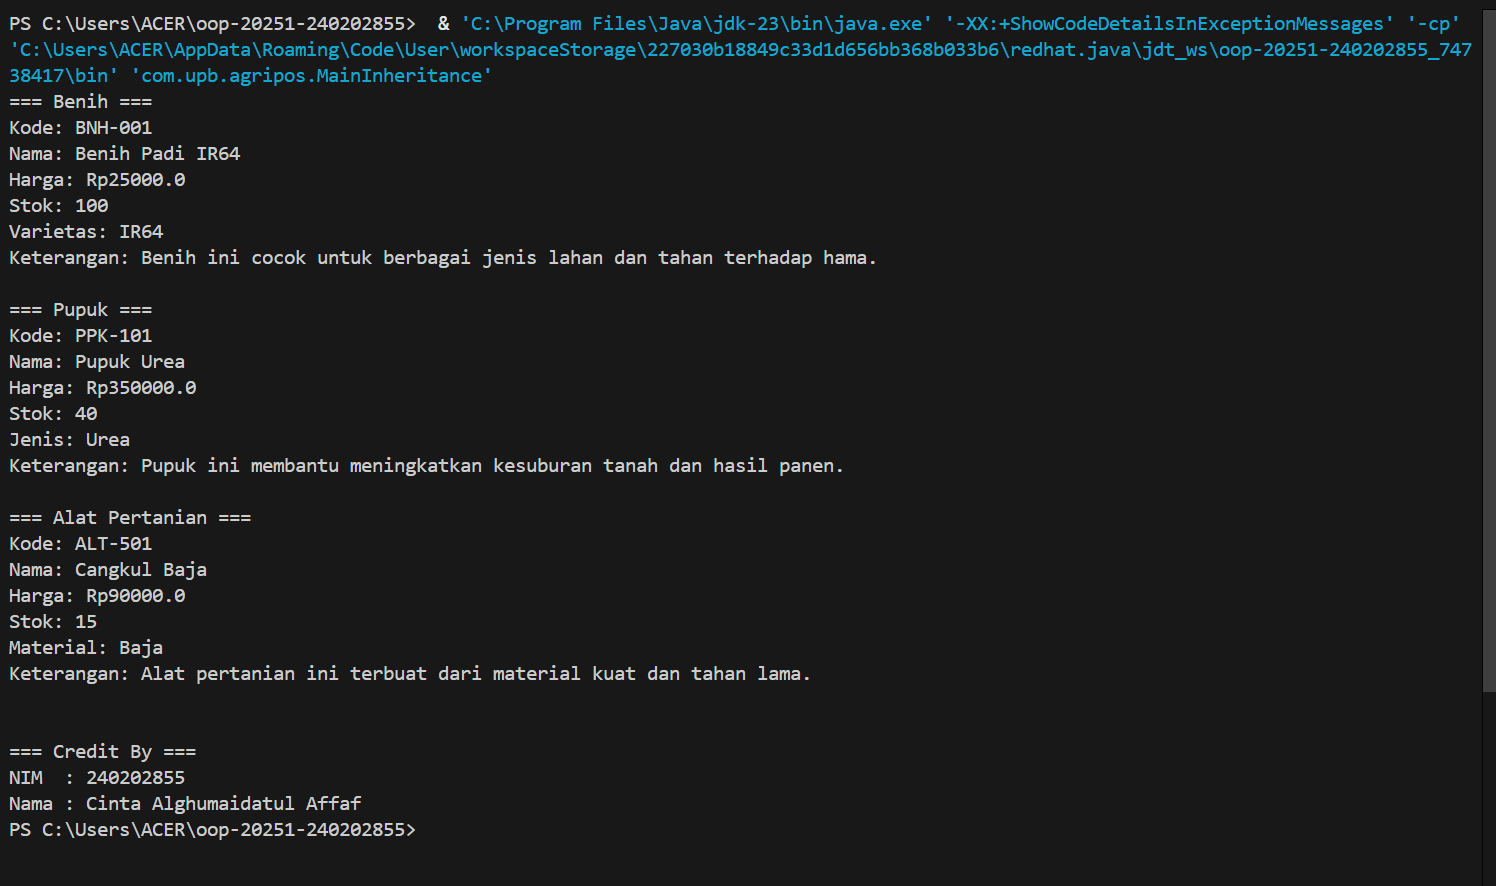 PS C:\Users\ACER\oop-20251-240202855>  & 'C:\Program Files\Java\jdk-23\bin\java.exe' '-XX:+ShowCodeDetailsInExceptionMessages' '-cp'
'C:\Users\ACER\AppData\Roaming\Code\User\workspaceStorage\227030b18849c33d1d656bb368b033b6\redhat.java\jdt_ws\oop-20251-240202855_747
38417\bin' 'com.upb.agripos.MainInheritance'
=== Benih ===
Kode: BNH-001
Nama: Benih Padi IR64
Harga: Rp25000.0
Stok: 100
Varietas: IR64
Keterangan: Benih ini cocok untuk berbagai jenis lahan dan tahan terhadap hama.

=== Pupuk ===
Kode: PPK-101
Nama: Pupuk Urea
Harga: Rp350000.0
Stok: 40
Jenis: Urea
Keterangan: Pupuk ini membantu meningkatkan kesuburan tanah dan hasil panen.

=== Alat Pertanian ===
Kode: ALT-501
Nama: Cangkul Baja
Harga: Rp90000.0
Stok: 15
Material: Baja
Keterangan: Alat pertanian ini terbuat dari material kuat dan tahan lama.

=== Credit By ===
NIM  : 240202855
Nama : Cinta Alghumaidatul Affaf
PS C:\Users\ACER\oop-20251-240202855>